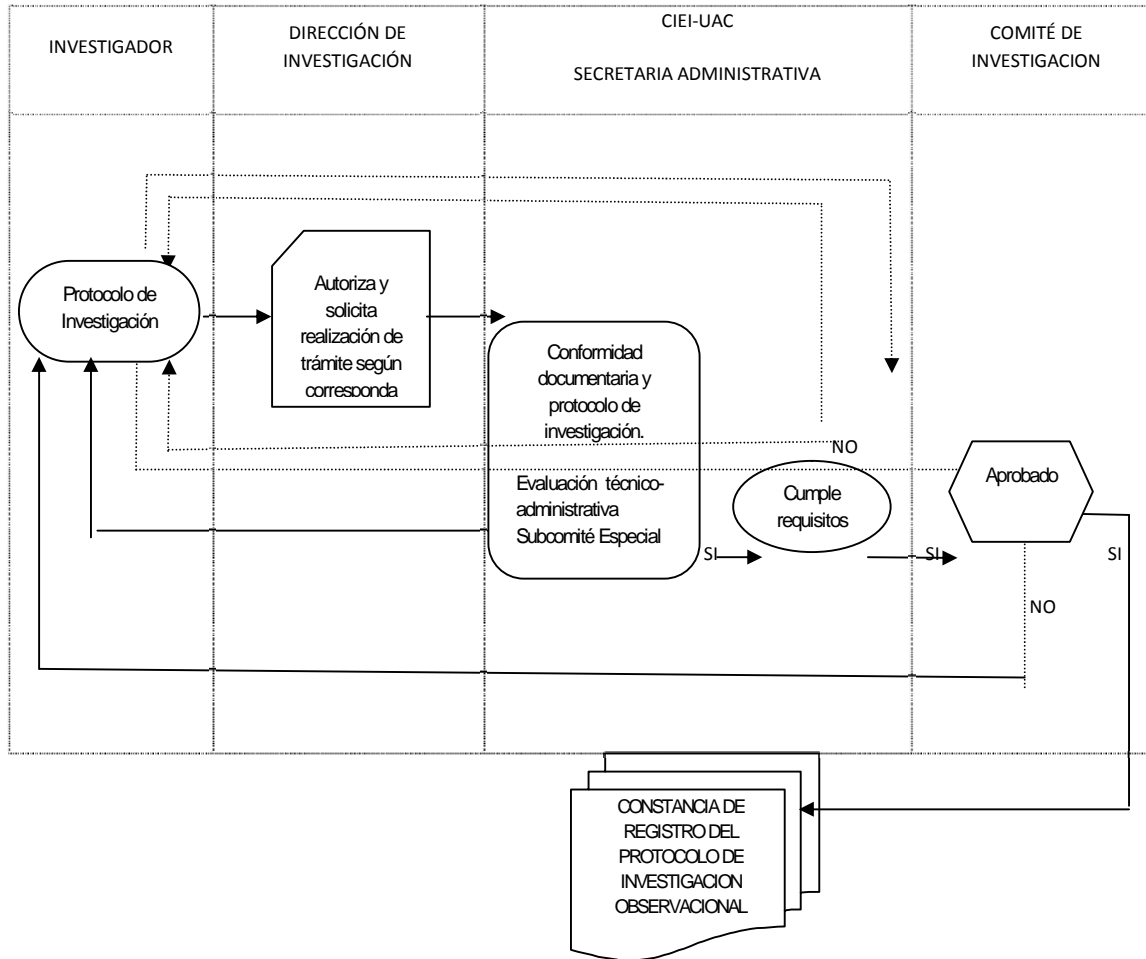 INVESTIGADOR
DIRECCIÓN DE
INVESTIGACIÓN
CIEI-UAC
SECRETARIA ADMINISTRATIVA
COMITÉ DE
INVESTIGACION
Protocolo de
Investigación
Autoriza y
solicita
realización de
trámite según
corresponda
Conformidad
documentaria y
protocolo de
investigación.
Evaluación técnico-
administrativa
Subcomité Especial
SI
NO
Cumple
requisitos
SI
Aprobado
SI
NO
CONSTANCIA DE
REGISTRO DEL
PROTOCOLO DE
INVESTIGACION
OBSERVACIONAL